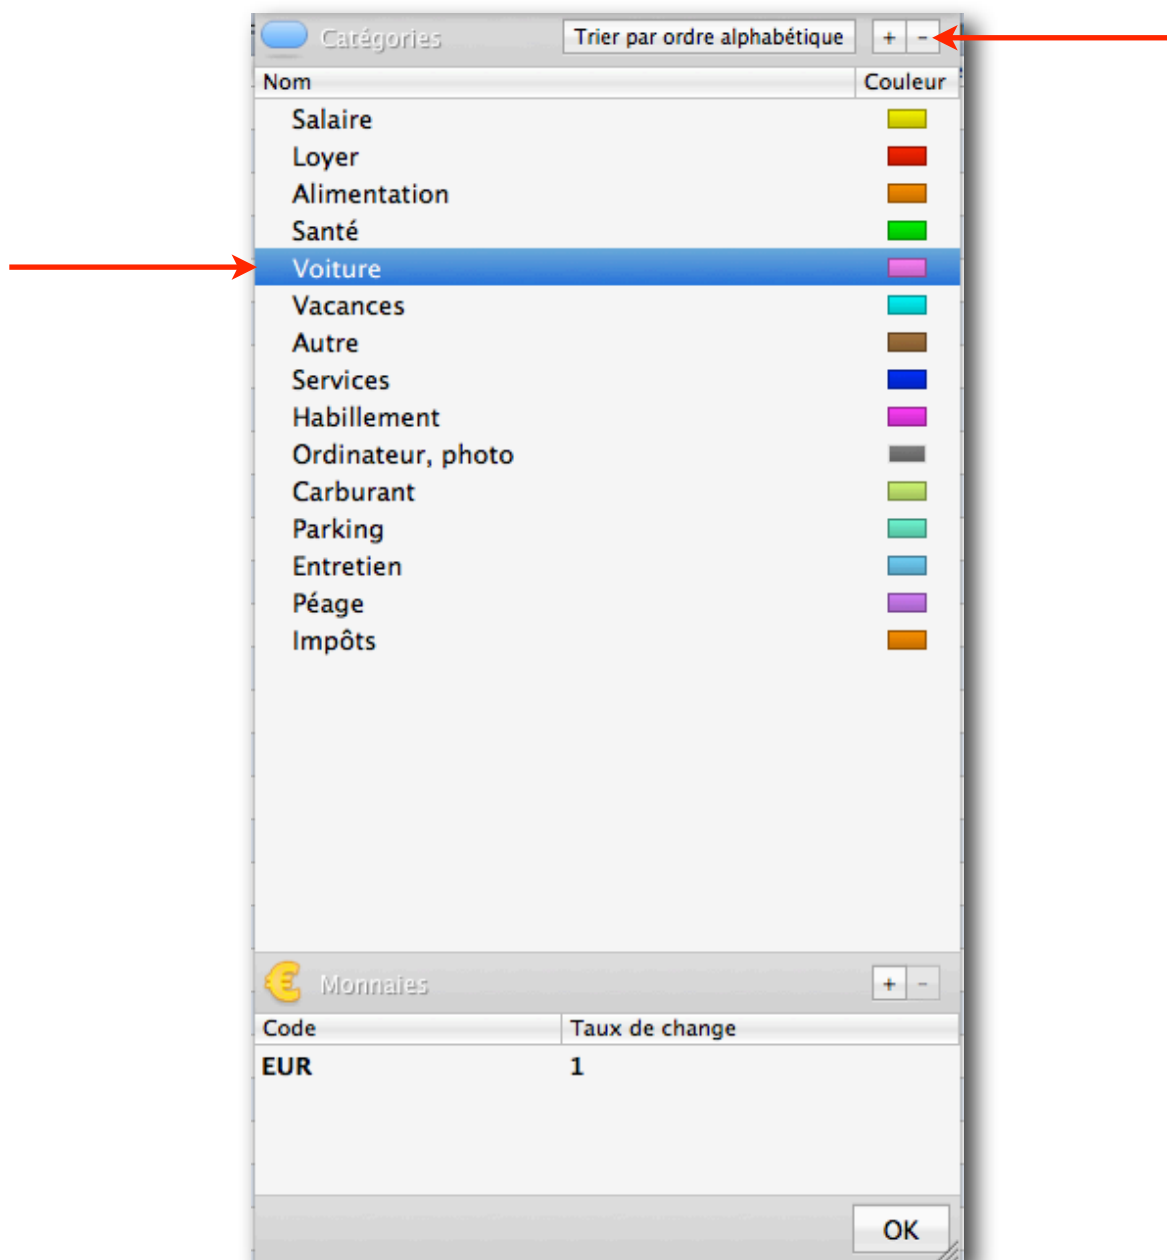 Catégories Trier par ordre alphabétique + -
Nom Couleur
Salaire
Loyer
Alimentation
Santé
Voiture
Vacances
Autre
Services
Habillement
Ordinateur, photo
Carburant
Parking
Entretien
Péage
Impôts
Monnaies + -
Code Taux de change
EUR 1
OK